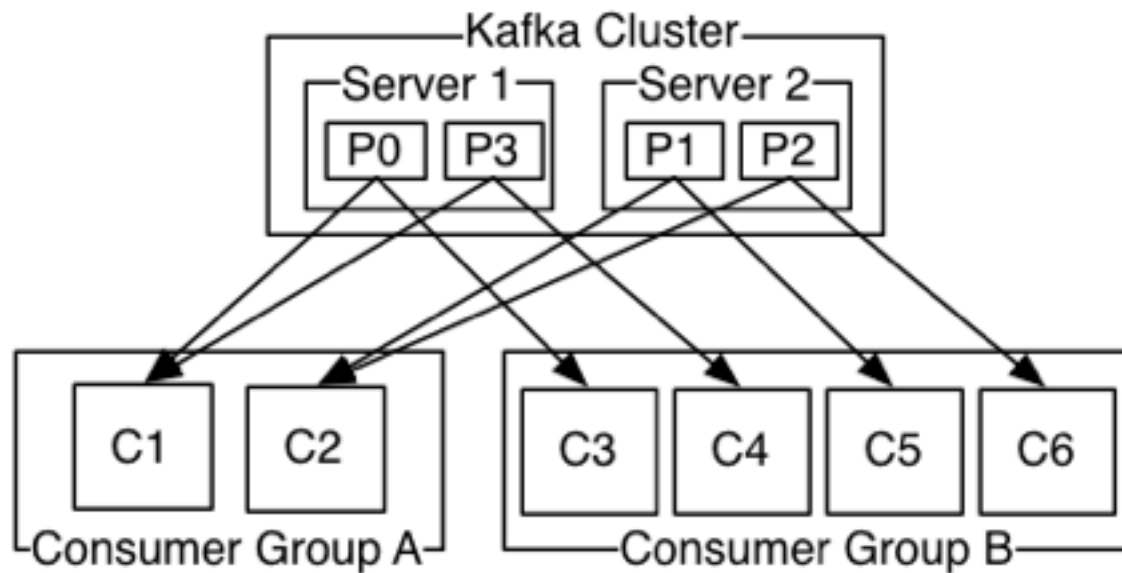 Kafka Cluster
Server 1
Server 2
P0
P3
P1
P2
C1
C2
C3
C4
C5
C6
Consumer Group A
Consumer Group B